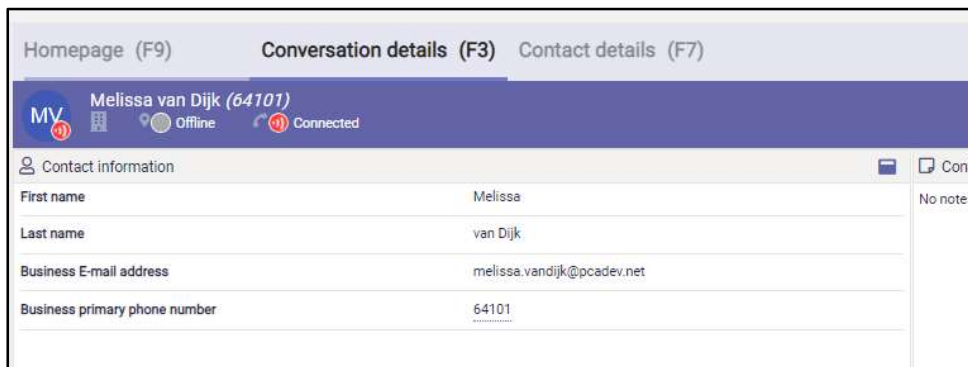 Homepage (F9) Conversation details (F3) Contact details (F7)
MV Melissa van Dijk (64101)
Offline Connected
Contact information
Con
First name Melissa
No note
Last name van Dijk
Business E-mail address melissa.vandijk@pcadev.net
Business primary phone number 64101